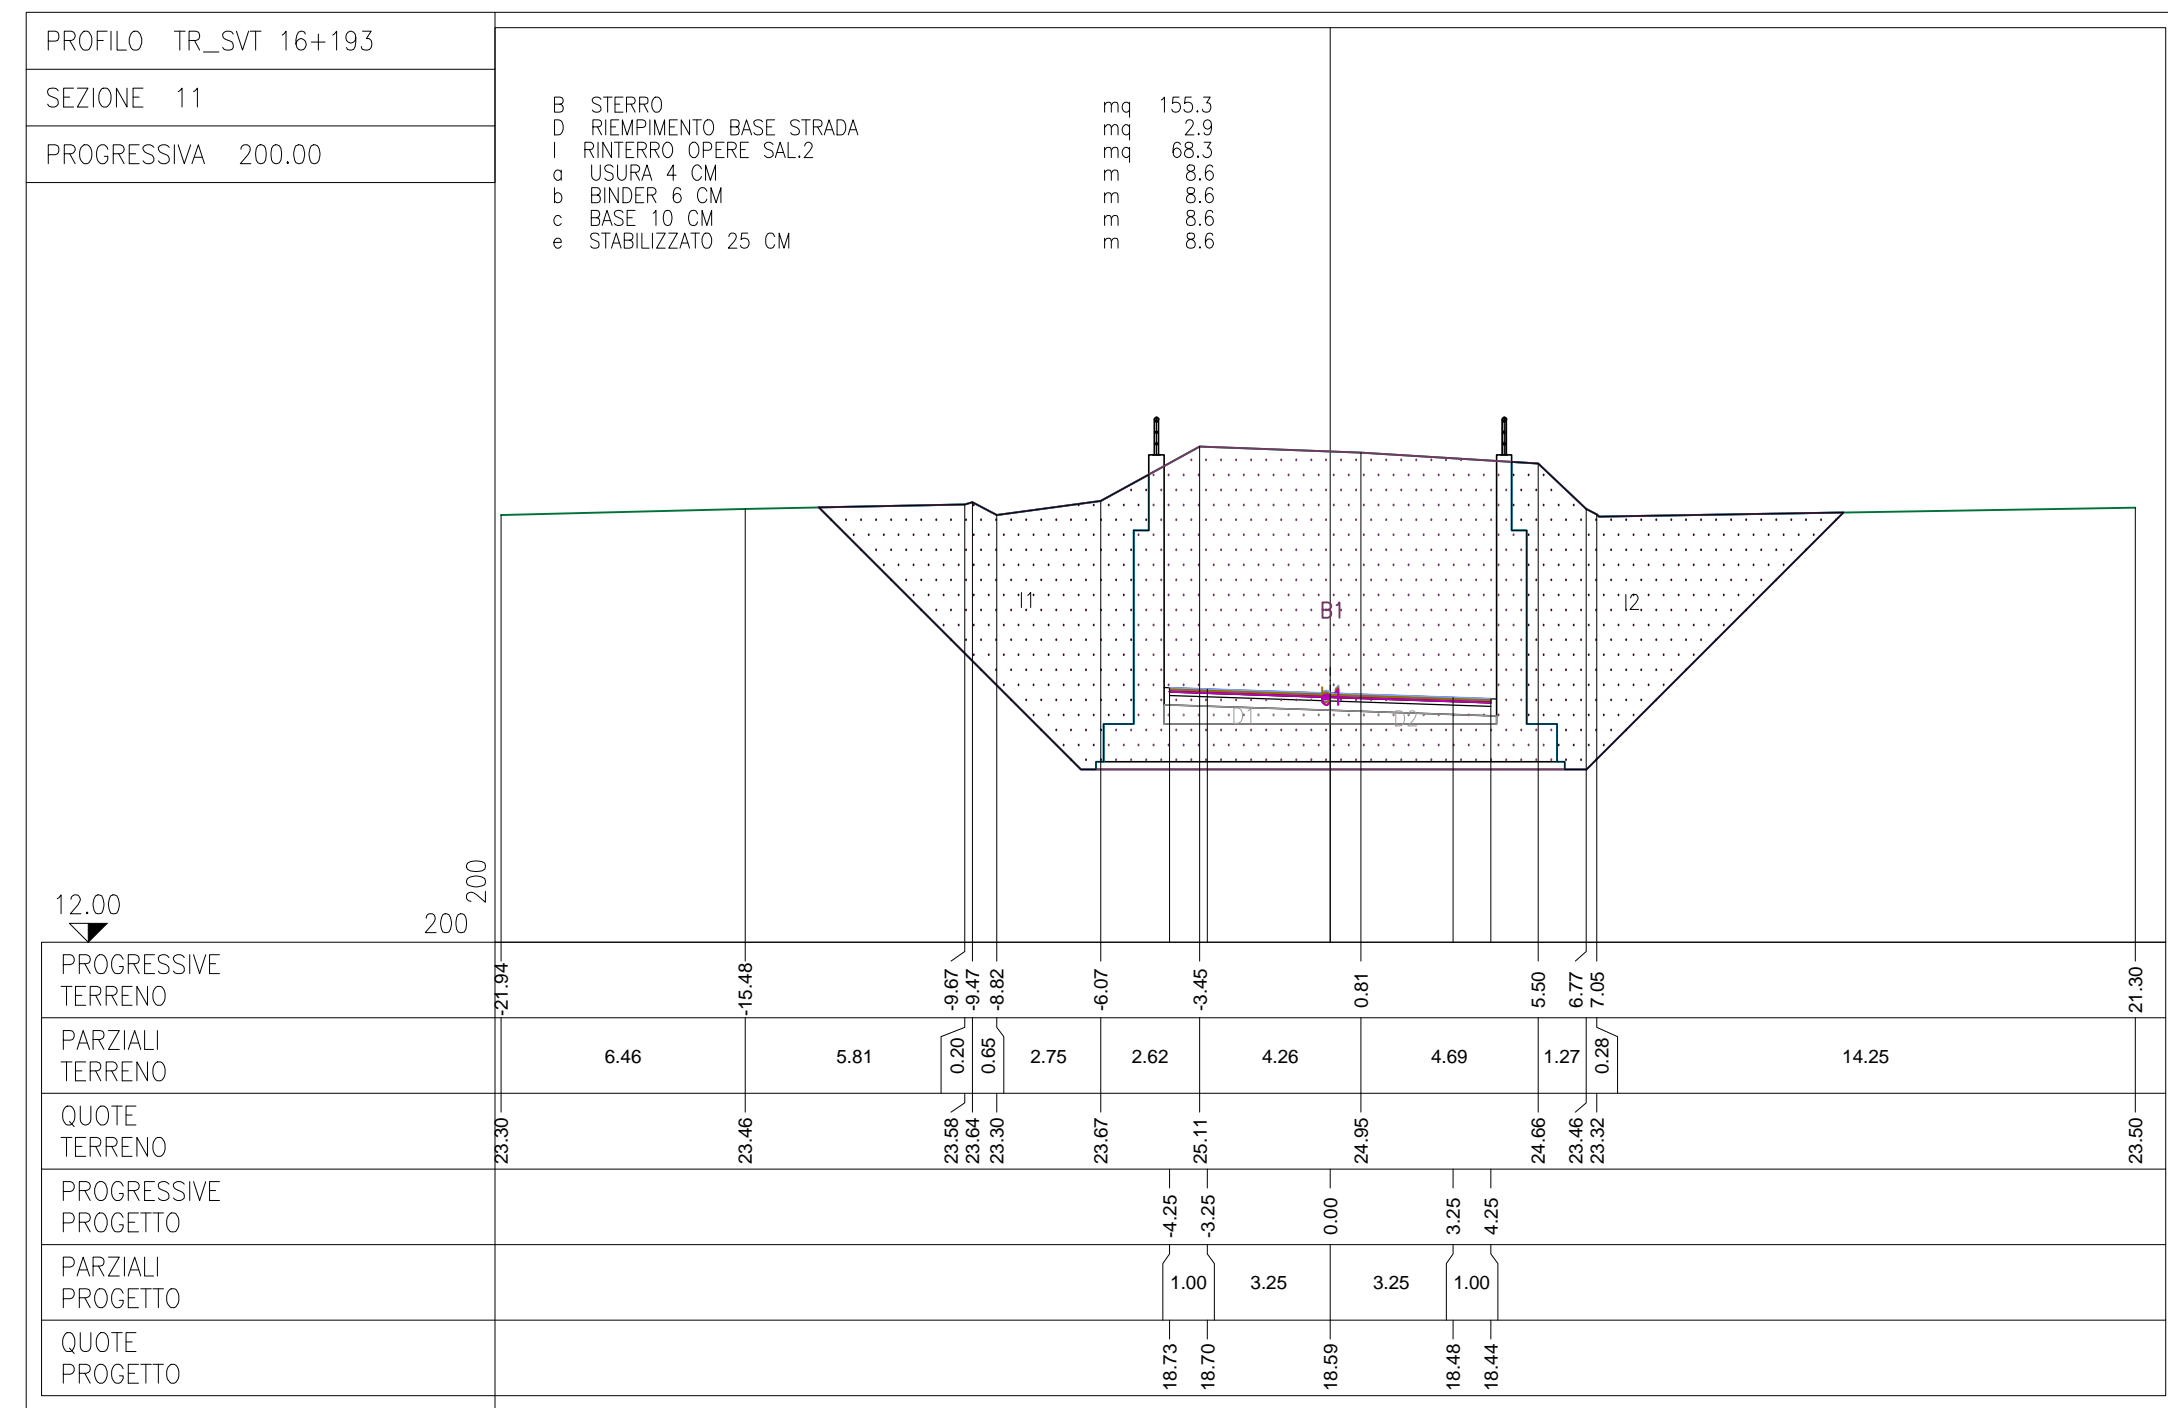 PROFILO TR_SVT 16+193
SEZIONE 11
PROGRESSIVA 200.00
B STERRO mq 155.3
D RIEMPIMENTO BASE STRADA mq 2.9
I RINTERRO OPERE SAL.2 mq 68.3
a USURA 4 CM m 8.6
b BINDER 6 CM m 8.6
c BASE 10 CM m 8.6
e STABILIZZATO 25 CM m 8.6
I1
B1
I2
D1
D2
200
200
12.00
PROGRESSIVE
TERRENO
-21.94 -15.48 -9.67 -9.47 -8.82 -6.07 -3.45 0.81 5.50 6.77 7.05 21.30
PARZIALI
TERRENO
6.46 5.81 0.20 0.65 2.75 2.62 4.26 4.69 1.27 0.28 14.25
QUOTE
TERRENO
23.30 23.46 23.58 23.64 23.30 23.67 25.11 24.95 24.66 23.46 23.32 23.50
PROGRESSIVE
PROGETTO
-4.25 -3.25 0.00 3.25 4.25
PARZIALI
PROGETTO
1.00 3.25 3.25 1.00
QUOTE
PROGETTO
18.73 18.70 18.59 18.48 18.44